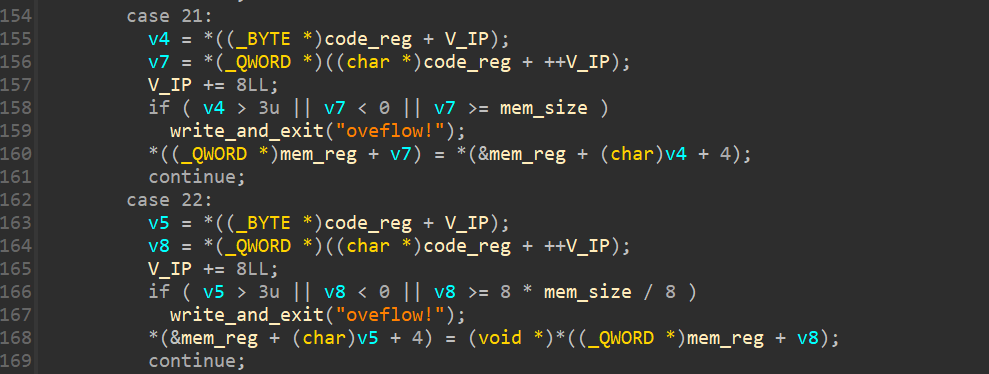 154 case 21:
155 v4 = *((_BYTE *)code_reg + V_IP);
156 v7 = *(_QWORD *)((char *)code_reg + ++V_IP);
157 V_IP += 8LL;
158 if ( v4 > 3u || v7 < 0 || v7 >= mem_size )
159 write_and_exit("oveflow!");
160 *((_QWORD *)mem_reg + v7) = *(&mem_reg + (char)v4 + 4);
161 continue;
162 case 22:
163 v5 = *((_BYTE *)code_reg + V_IP);
164 v8 = *(_QWORD *)((char *)code_reg + ++V_IP);
165 V_IP += 8LL;
166 if ( v5 > 3u || v8 < 0 || v8 >= 8 * mem_size / 8 )
167 write_and_exit("oveflow!");
168 *(&mem_reg + (char)v5 + 4) = (void *)*((_QWORD *)mem_reg + v8);
169 continue;